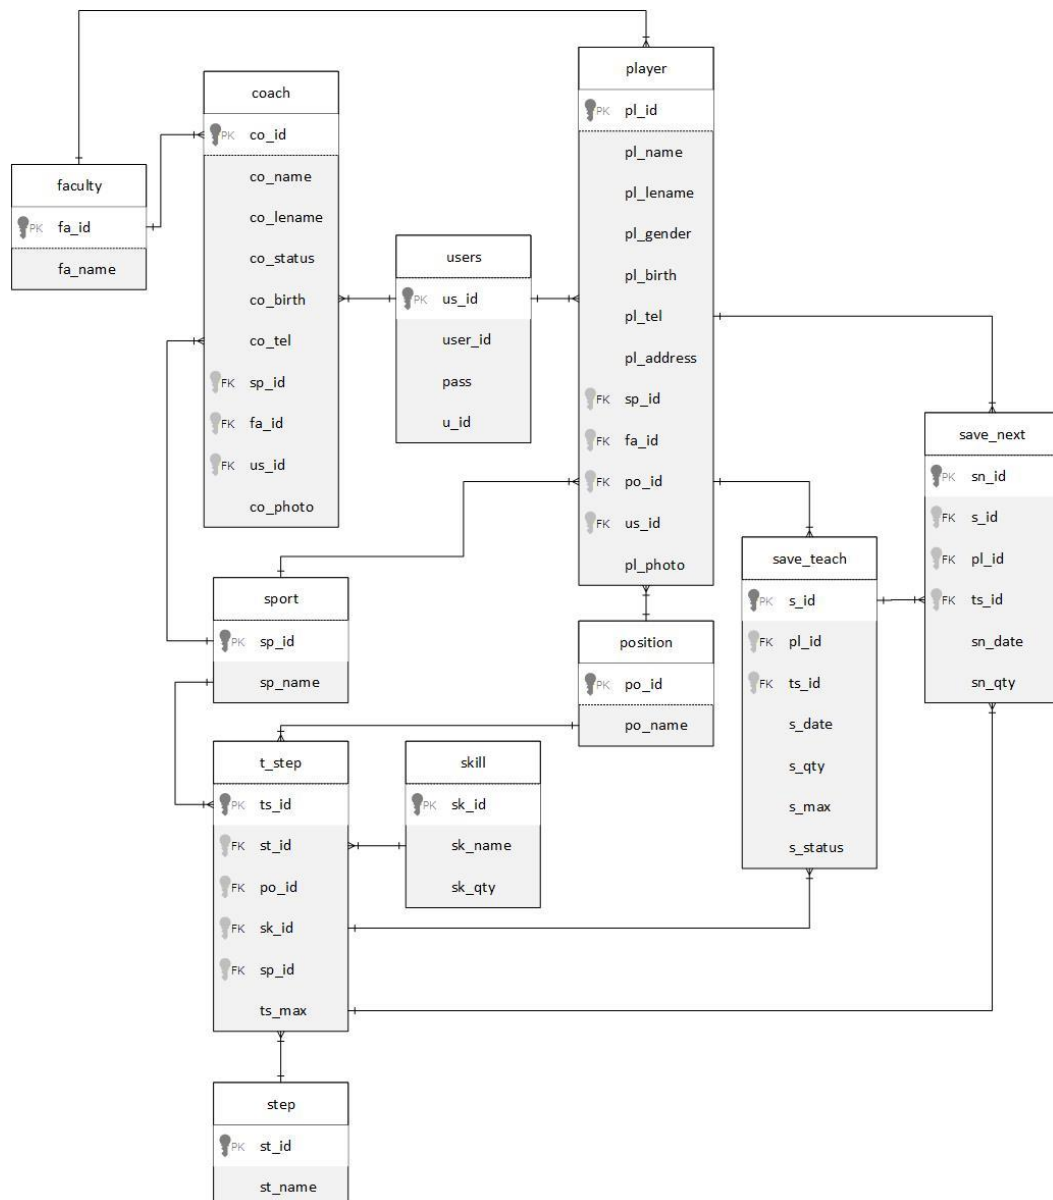 player
PK pl_id
pl_name
pl_lename
pl_gender
pl_birth
pl_tel
pl_address
FK sp_id
FK fa_id
FK po_id
FK us_id
pl_photo
coach
PK co_id
co_name
co_lename
co_status
co_birth
co_tel
FK sp_id
FK fa_id
FK us_id
co_photo
faculty
PK fa_id
fa_name
users
PK us_id
user_id
pass
u_id
save_next
PK sn_id
FK s_id
FK pl_id
FK ts_id
sn_date
sn_qty
save_teach
PK s_id
FK pl_id
FK ts_id
s_date
s_qty
s_max
s_status
sport
PK sp_id
sp_name
position
PK po_id
po_name
t_step
PK ts_id
FK st_id
FK po_id
FK sk_id
FK sp_id
ts_max
skill
PK sk_id
sk_name
sk_qty
step
PK st_id
st_name